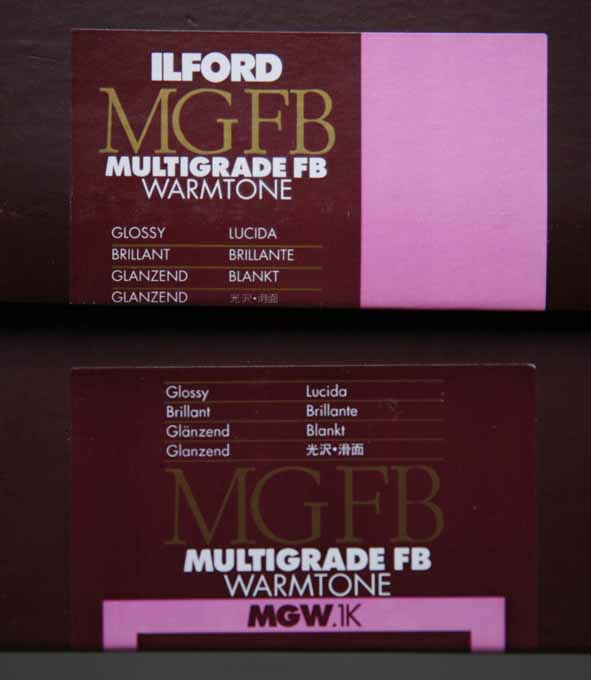 ILFORD
MGFB
MULTIGRADE FB
WARMTONE
GLOSSY LUCIDA
BRILLANT BRILLANTE
GLANZEND BLANKT
GLANZEND 光沢・滑面
Glossy Lucida
Brillant Brillante
Glänzend Blankt
Glanzend 光沢・滑面
MGFB
MULTIGRADE FB
WARMTONE
MGW.1K